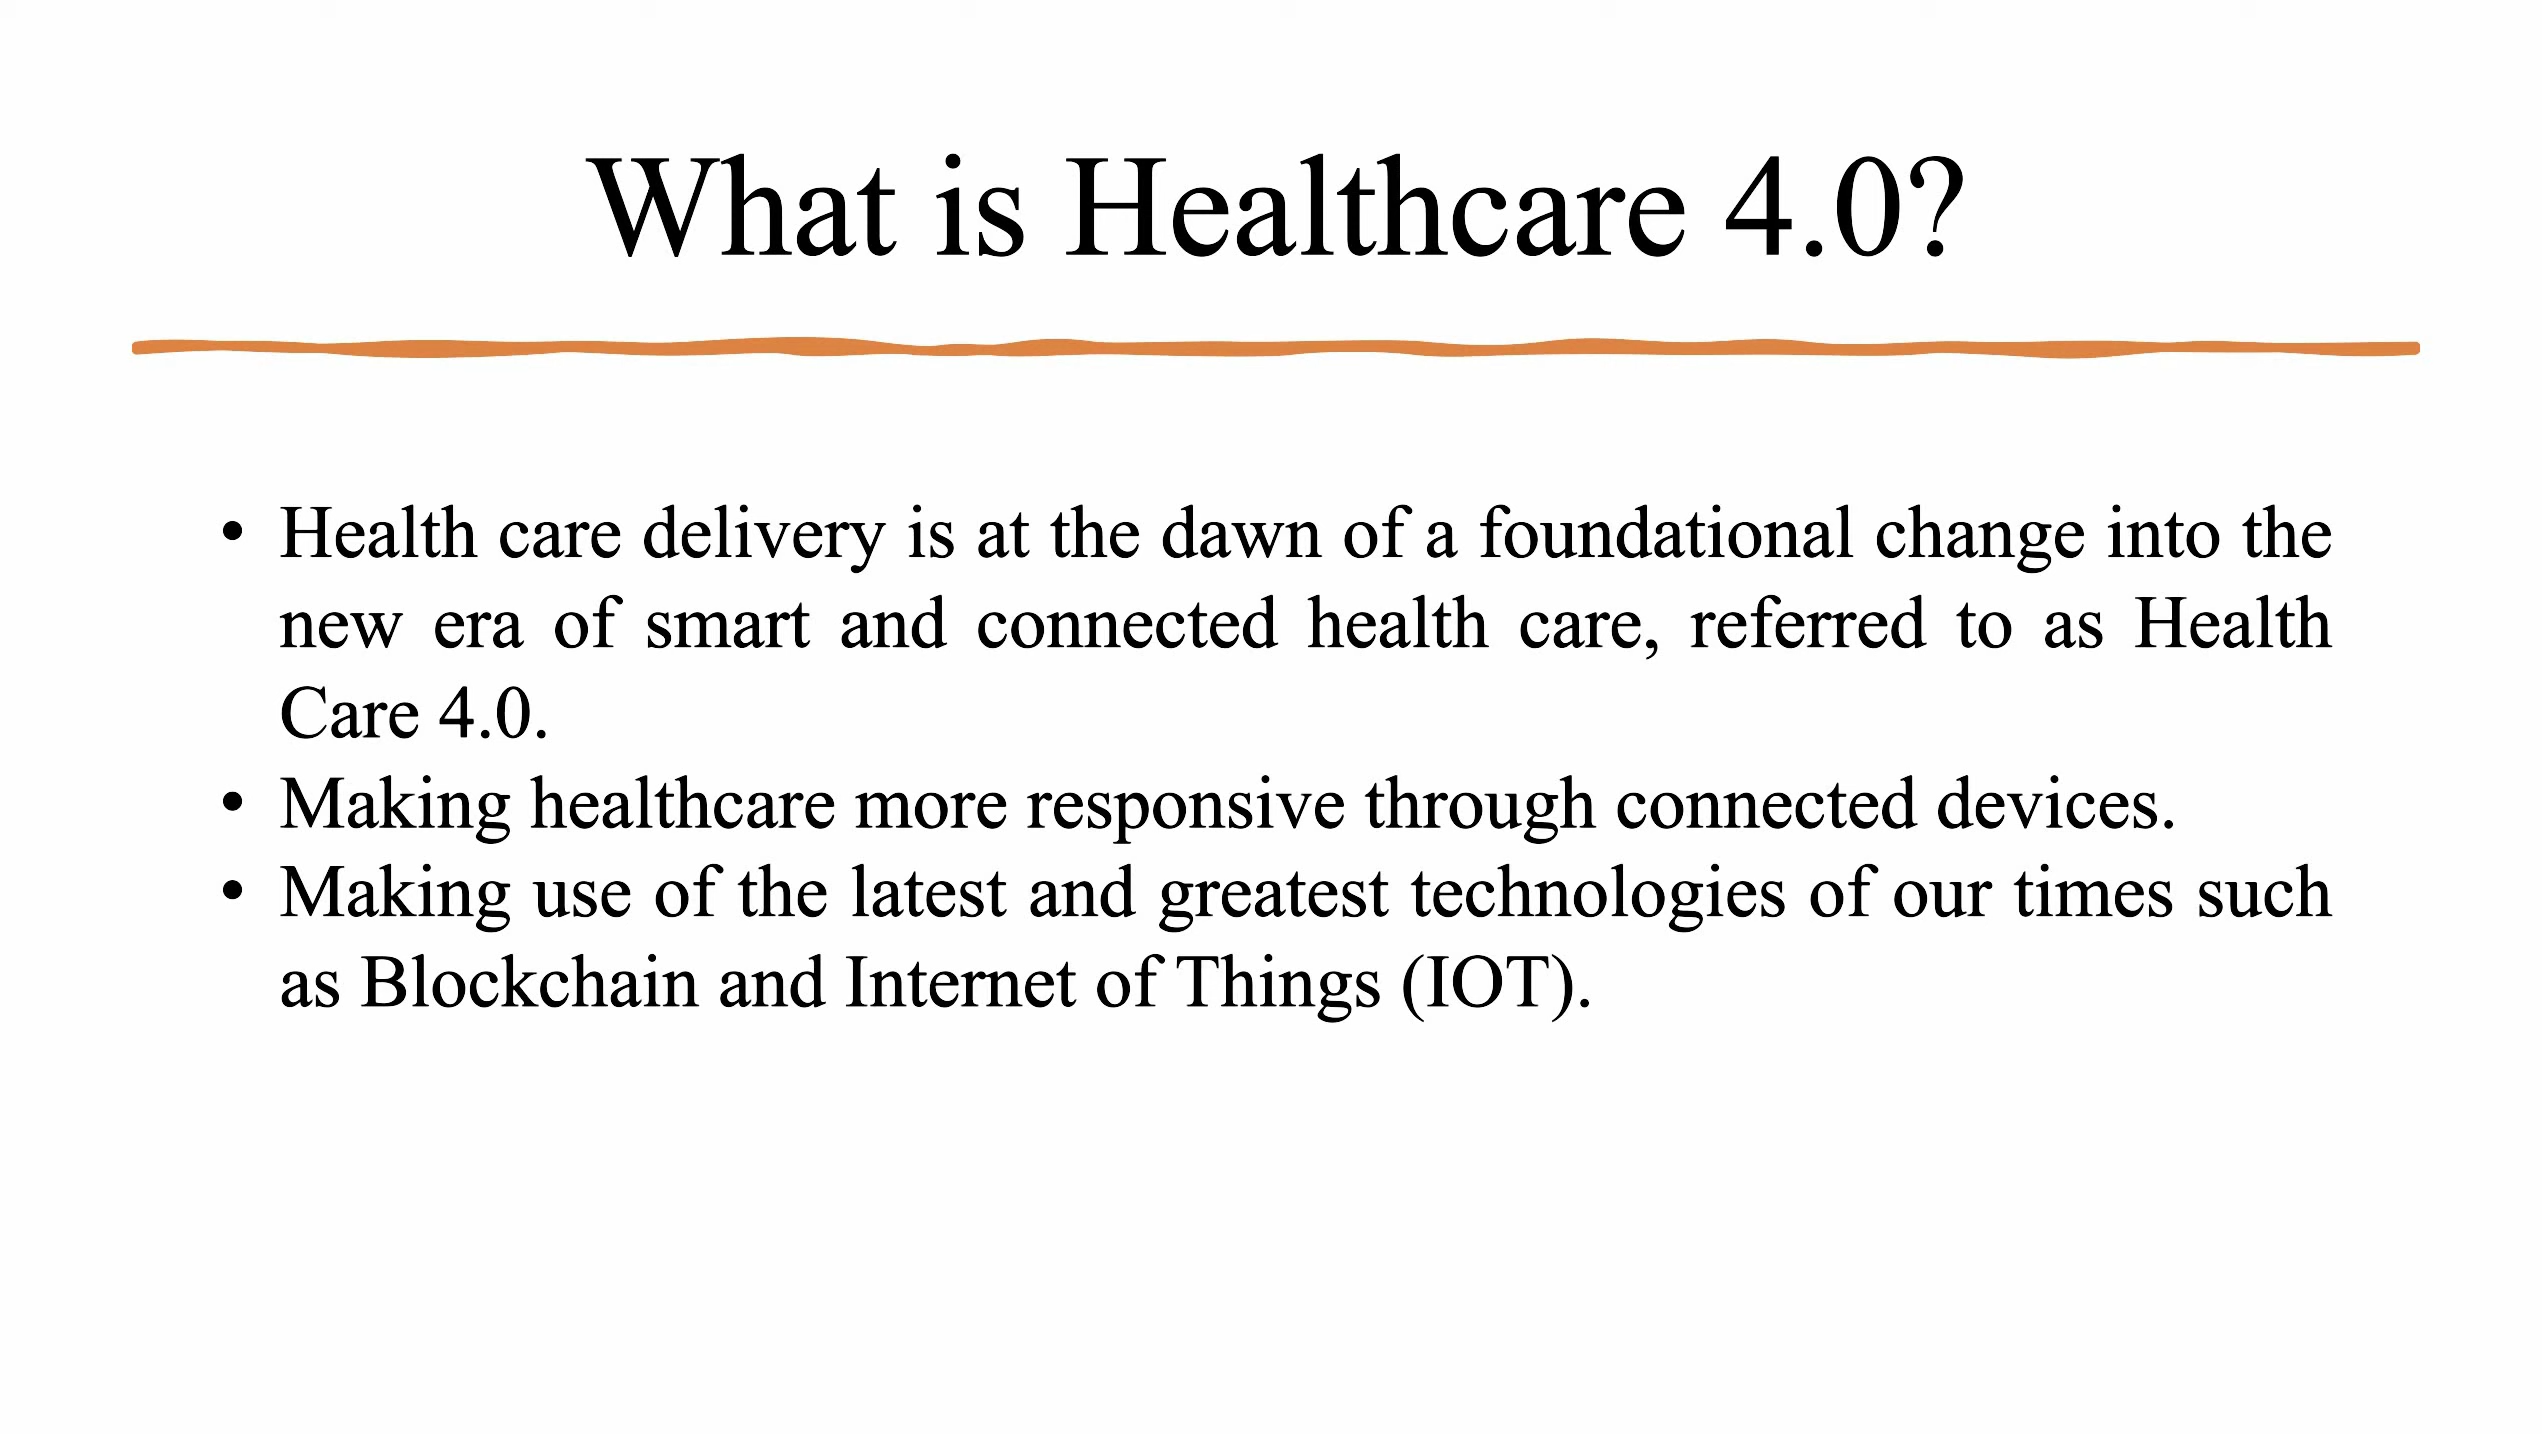 What is Healthcare 4.0?
• Health care delivery is at the dawn of a foundational change into the
new era of smart and connected health care, referred to as Health
Care 4.0.
• Making healthcare more responsive through connected devices.
• Making use of the latest and greatest technologies of our times such
as Blockchain and Internet of Things (IOT).